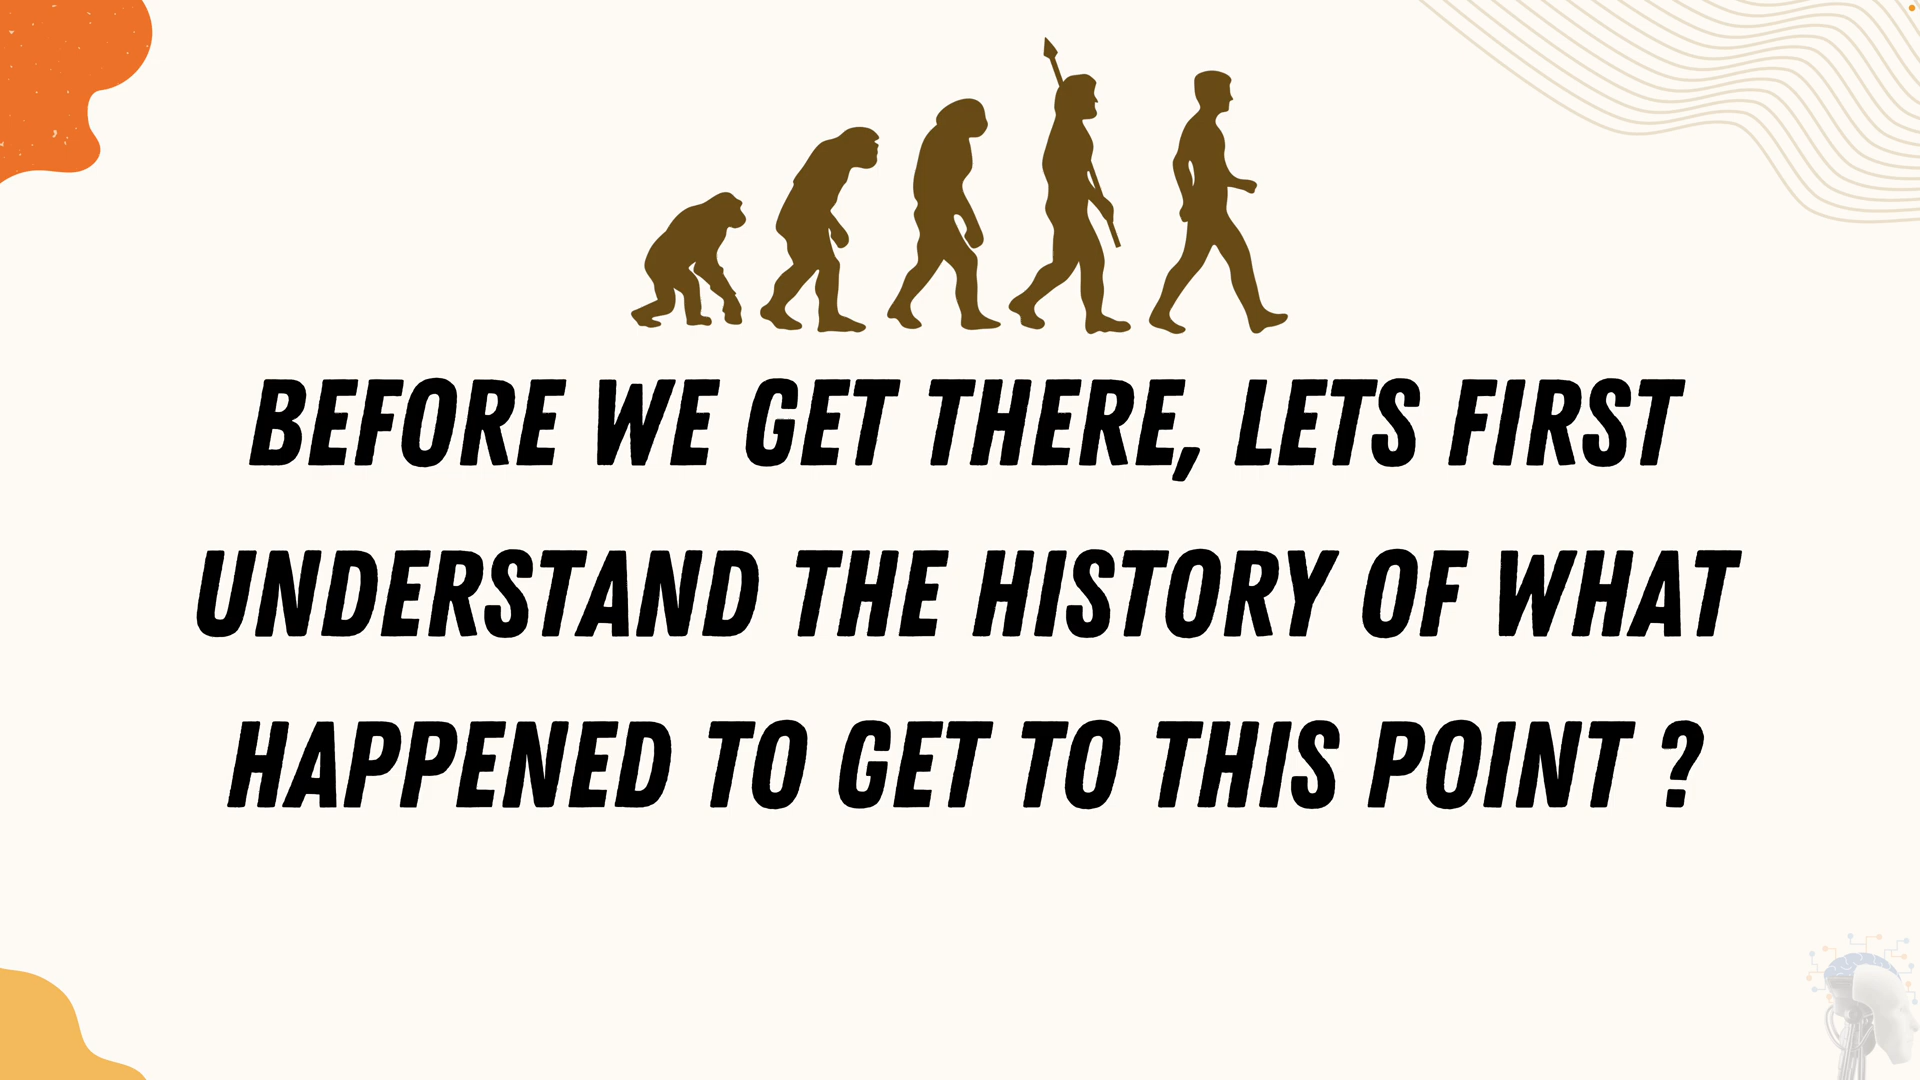 BEFORE WE GET THERE, LETS FIRST
UNDERSTAND THE HISTORY OF WHAT
HAPPENED TO GET TO THIS POINT ?